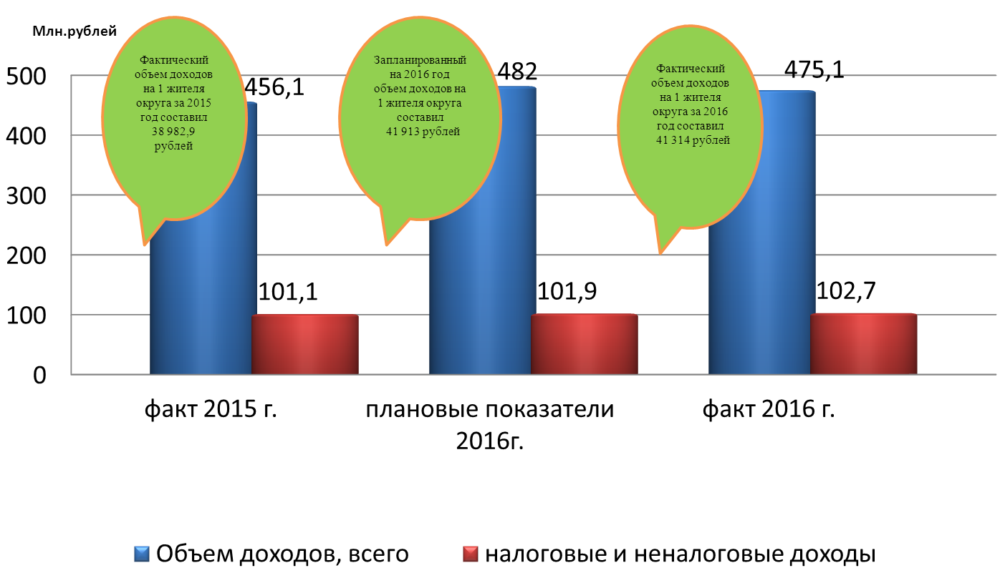 Млн.рублей
Фактический
объем доходов
на 1 жителя
округа за 2015
год составил
38 982,9
рублей
Запланированный
на 2016 год
объем доходов на
1 жителя округа
составил
41 913 рублей
Фактический
объем доходов
на 1 жителя
округа за 2016
год составил
41 314 рублей
456,1
482
475,1
101,1
101,9
102,7
500
400
300
200
100
0
факт 2015 г.
плановые показатели
2016г.
факт 2016 г.
Объем доходов, всего
налоговые и неналоговые доходы